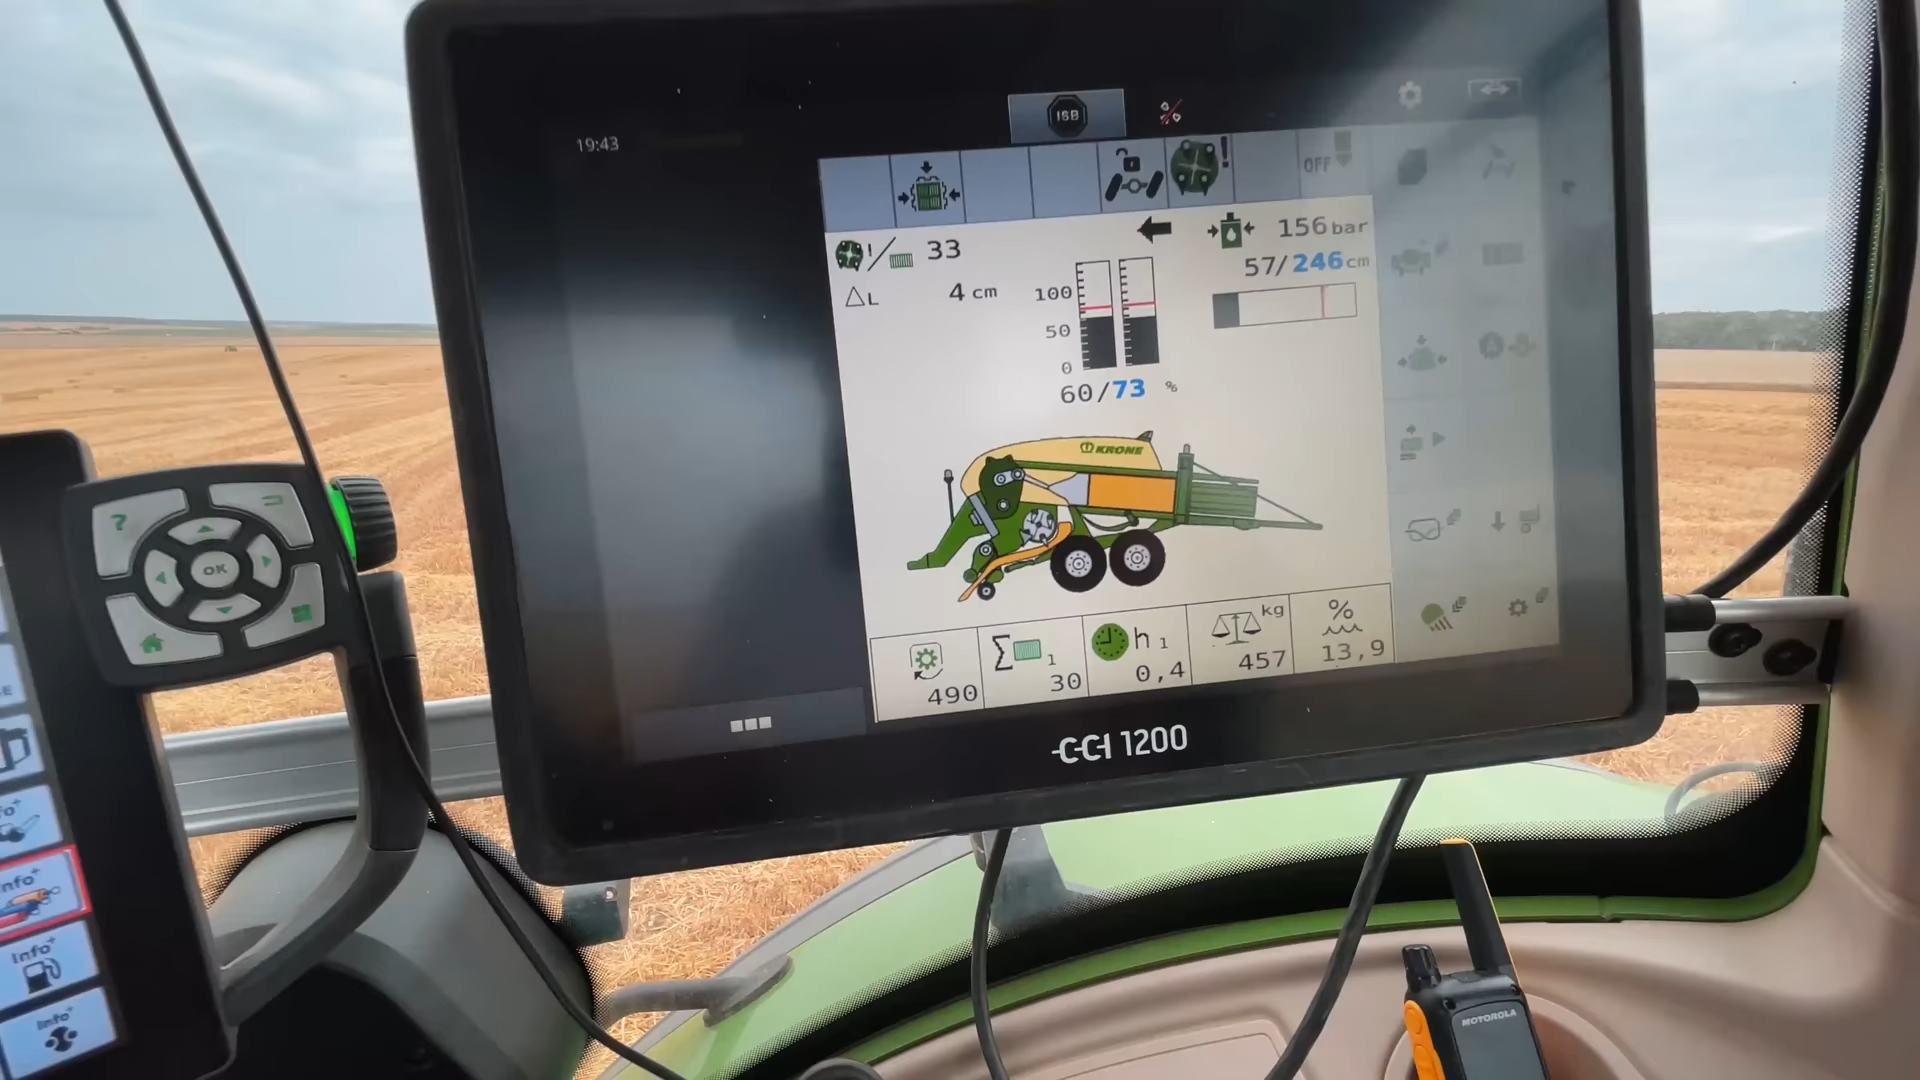 19:43
ISB
OFF
! / 33
156 bar
57/246 cm
ΔL 4 cm
100
50
0
60/73 %
KRONE
kg
%
h 1
1
490
30
0,4
457
13,9
CCI 1200
?
OK
Info+
Info+
Info+
MOTOROLA